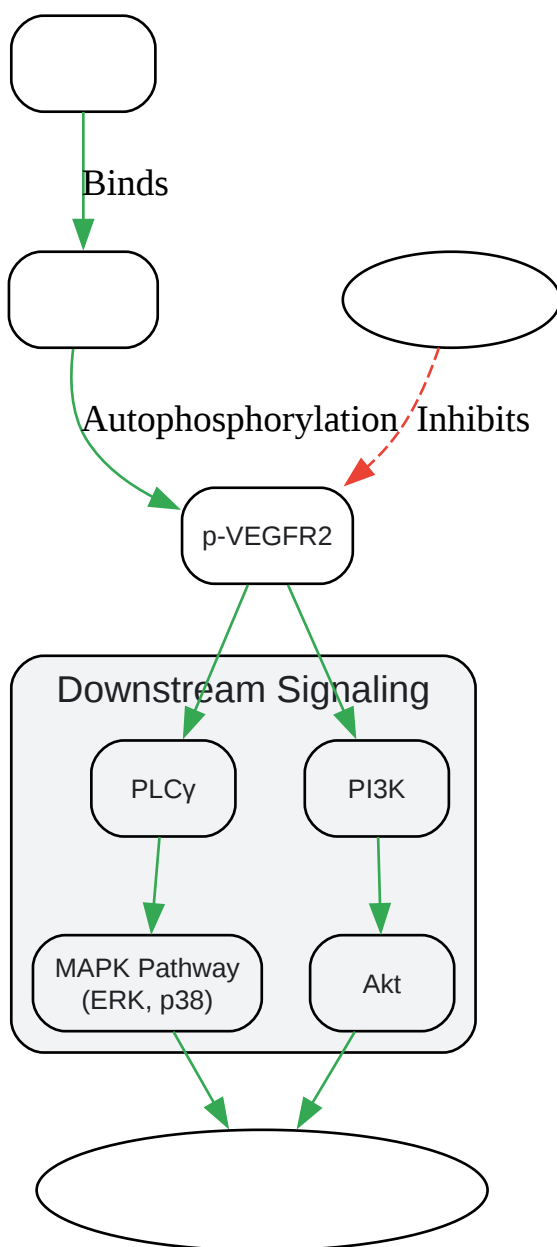 Binds
Autophosphorylation
Inhibits
p-VEGFR2
Downstream Signaling
PLCγ
PI3K
MAPK Pathway
(ERK, p38)
Akt